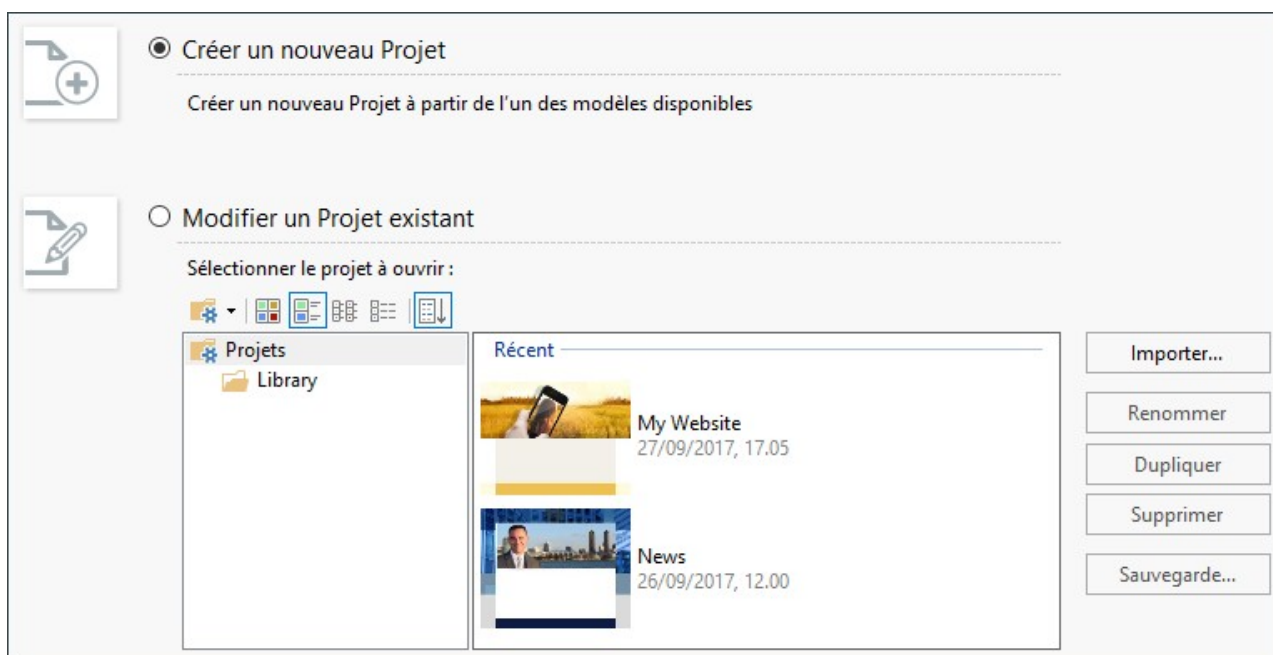 Créer un nouveau Projet
Créer un nouveau Projet à partir de l'un des modèles disponibles
Modifier un Projet existant
Sélectionner le projet à ouvrir :
Projets
Library
Récent
My Website
27/09/2017, 17.05
News
26/09/2017, 12.00
Importer...
Renommer
Dupliquer
Supprimer
Sauvegarde...